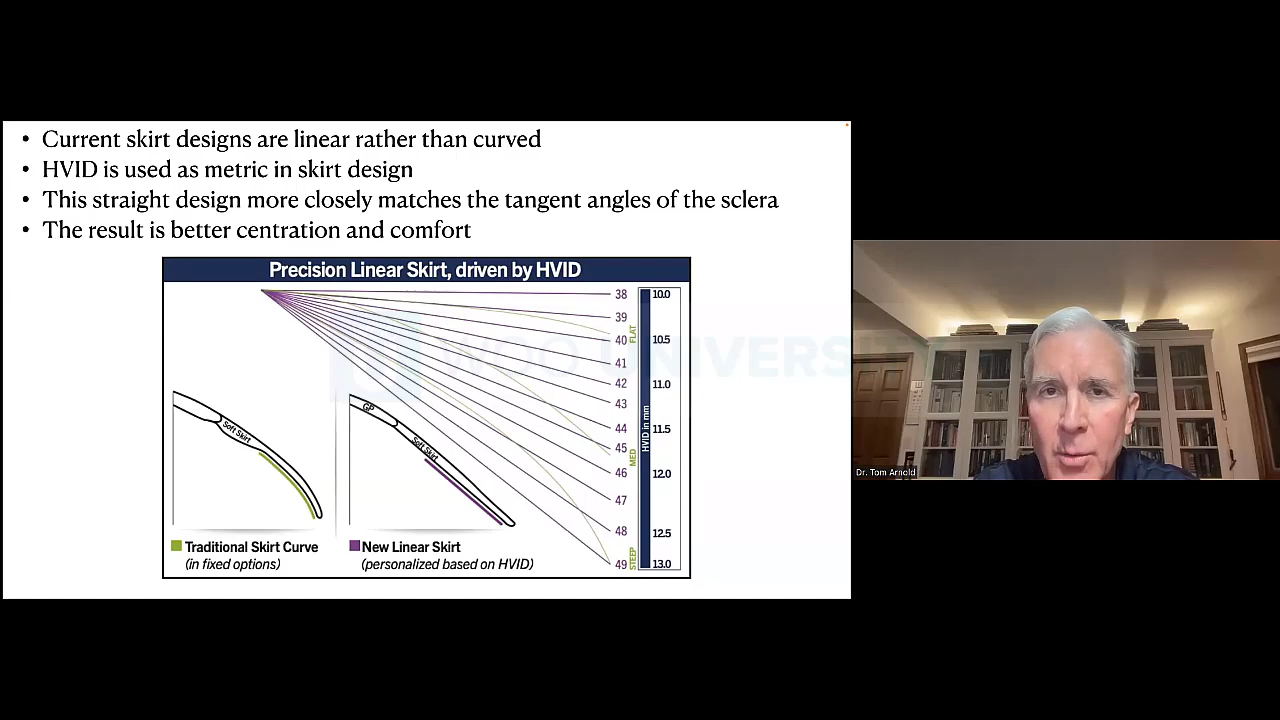 • Current skirt designs are linear rather than curved
• HVID is used as metric in skirt design
• This straight design more closely matches the tangent angles of the sclera
• The result is better centration and comfort
Precision Linear Skirt, driven by HVID
38
39
40
41
42
43
44
45
46
47
48
49
FLAT
MED
STEEP
HVID in mm
10.0
10.5
11.0
11.5
12.0
12.5
13.0
Soft Skirt
GP
Soft Skirt
Traditional Skirt Curve
(in fixed options)
New Linear Skirt
(personalized based on HVID)
WOO UNIVERSITY
Dr. Tom Arnold